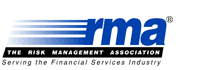 rma®
THE RISK MANAGEMENT ASSOCIATION
Serving the Financial Services Industry